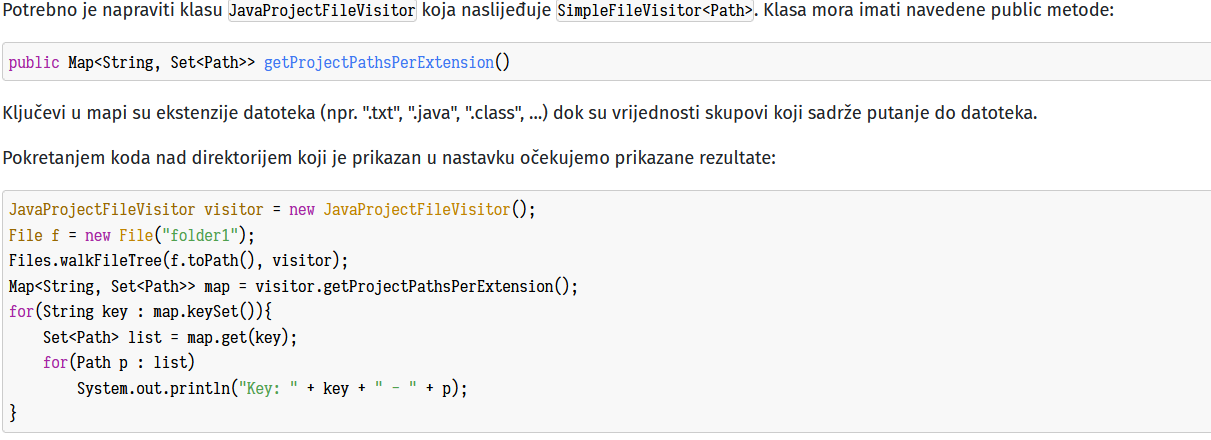 Potrebno je napraviti klasu JavaProjectFileVisitor koja naslijeđuje SimpleFileVisitor<Path>. Klasa mora imati navedene public metode:
public Map<String, Set<Path>> getProjectPathsPerExtension()
Ključevi u mapi su ekstenzije datoteka (npr. ".txt", ".java", ".class", ...) dok su vrijednosti skupovi koji sadrže putanje do datoteka.
Pokretanjem koda nad direktorijem koji je prikazan u nastavku očekujemo prikazane rezultate:
JavaProjectFileVisitor visitor = new JavaProjectFileVisitor();
File f = new File("folder1");
Files.walkFileTree(f.toPath(), visitor);
Map<String, Set<Path>> map = visitor.getProjectPathsPerExtension();
for(String key : map.keySet()){
    Set<Path> list = map.get(key);
    for(Path p : list)
        System.out.println("Key: " + key + " - " + p);
}